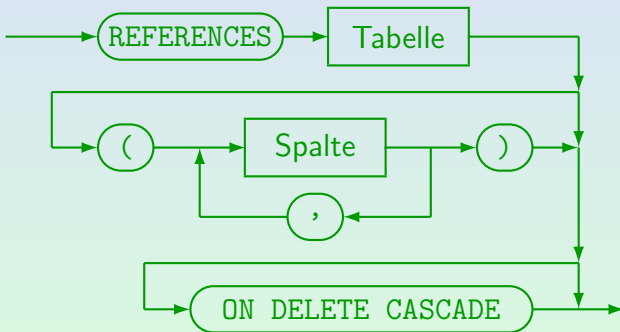 REFERENCES Tabelle
( Spalte )
,
ON DELETE CASCADE